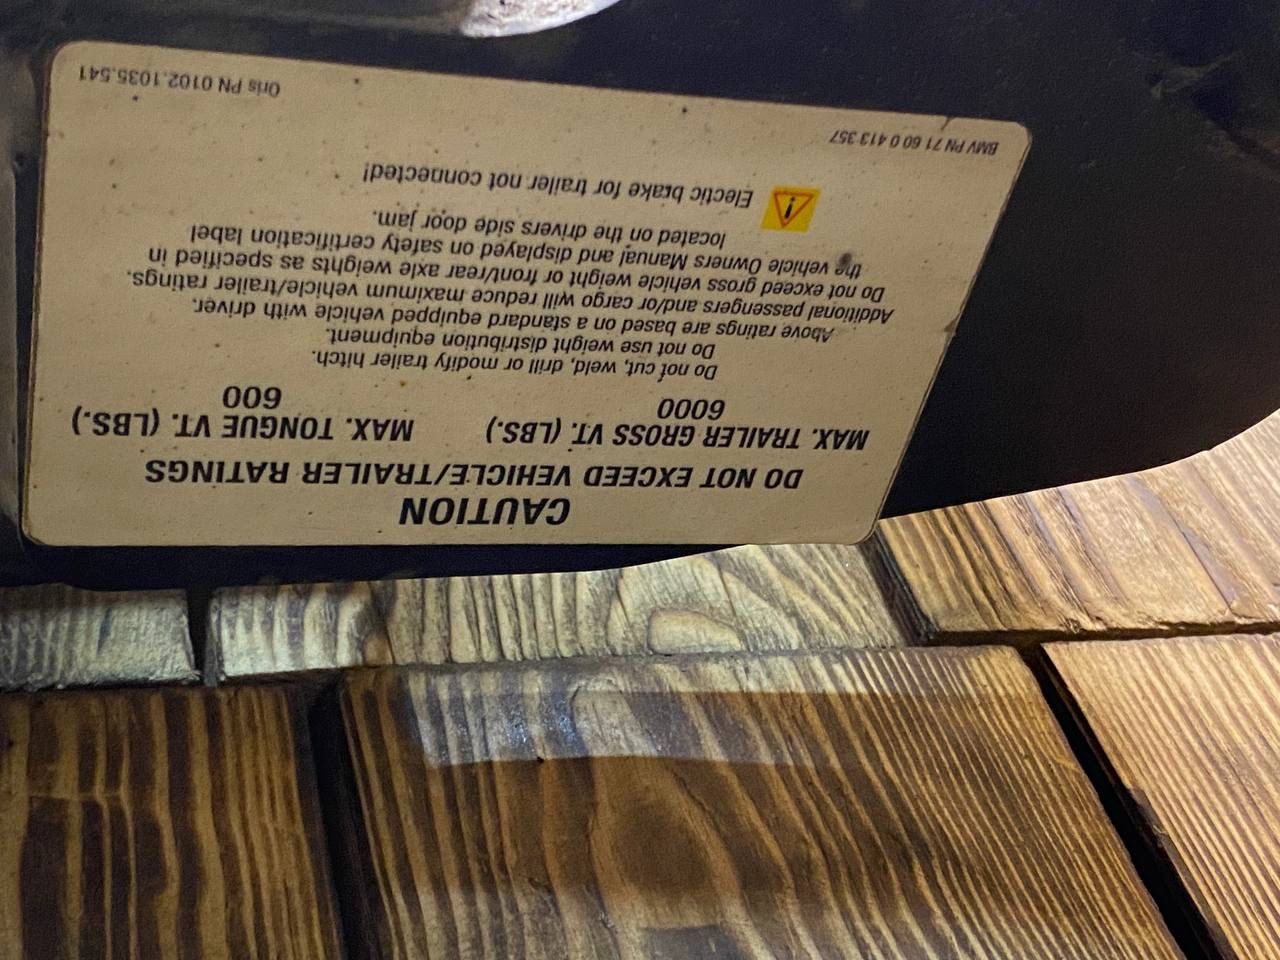 CAUTION
DO NOT EXCEED VEHICLE/TRAILER RATINGS
MAX. TRAILER GROSS VT. (LBS.) MAX. TONGUE VT. (LBS.)
6000 600
Do not cut, weld, drill or modify trailer hitch.
Do not use weight distribution equipment.
Above ratings are based on a standard equipped vehicle with driver.
Additional passengers and/or cargo will reduce maximum vehicle/trailer ratings.
Do not exceed gross vehicle weight or front/rear axle weights as specified in
the vehicle Owners Manual and displayed on safety certification label
located on the drivers side door jam.
Electic brake for trailer not connected!
BMV PN 71 60 0 413 357
Oris PN 0102.1035.541